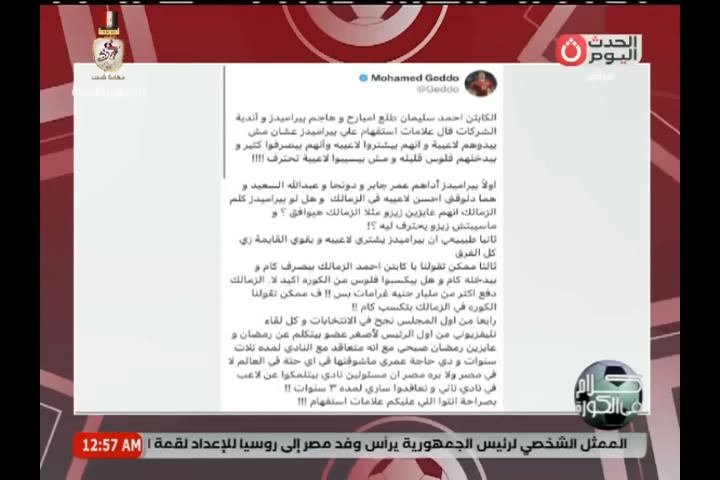 الحدث اليوم
مباشر
Mohamed Geddo
@Geddo
الكابتن احمد سليمان طلع امبارح و هاجم بيراميدز و أندية
الشركات قال علامات استفهام علي بيراميدز عشان مش
بيدوهم لاعيبة و انهم بيشتروا لاعيبه وأنهم بيصرفوا كتير و
بيدخلهم فلوس قليله و مش بيسيبوا لاعيبة تحترف !!!!
اولاً بيراميدز أداهم عمر جابر و دونجا و عبدالله السعيد و
هما دلوقتي احسن لاعيبه في الزمالك و هل لو بيراميدز كلم
الزمالك انهم عايزين زيزو مثلا الزمالك هيوافق ؟ و
ماسيبتش زيزو يحترف ليه ؟!
ثانيا طبييعي ان بيراميدز يشتري لاعيبه و يقوي القايمة زي
كل الفرق
ثالثا ممكن تقولنا يا كابتن احمد الزمالك بيصرف كام و
بيدخله كام و هل بيكسبوا فلوس من الكوره اكيد لا. الزمالك
دفع اكتر من مليار جنيه غرامات بس !! ف ممكن تقولنا
الكوره في الزمالك بتكسب كام !!
رابعا من اول المجلس نجح في الانتخابات و كل لقاء
تليفزيوني من اول الرئيس لأصغر عضو بيتكلم عن رمضان و
عايزين رمضان صبحي مع انه متعاقد مع النادي لمده تلات
سنوات و دي حاجة عمري ماشوفتها في اي حتة في العالم لا
في مصر ولا بره مصر ان مسئولين نادي بيتكلموا عن لاعب
في نادي تاني و تعاقدوا ساري لمده ٣ سنوات !!
بصراحة انتوا اللي عليكم علامات استفهام !!!
كلام في الكورة
12:57 AM
الممثل الشخصي لرئيس الجمهورية يرأس وفد مصر إلى روسيا للإعداد لقمة ا